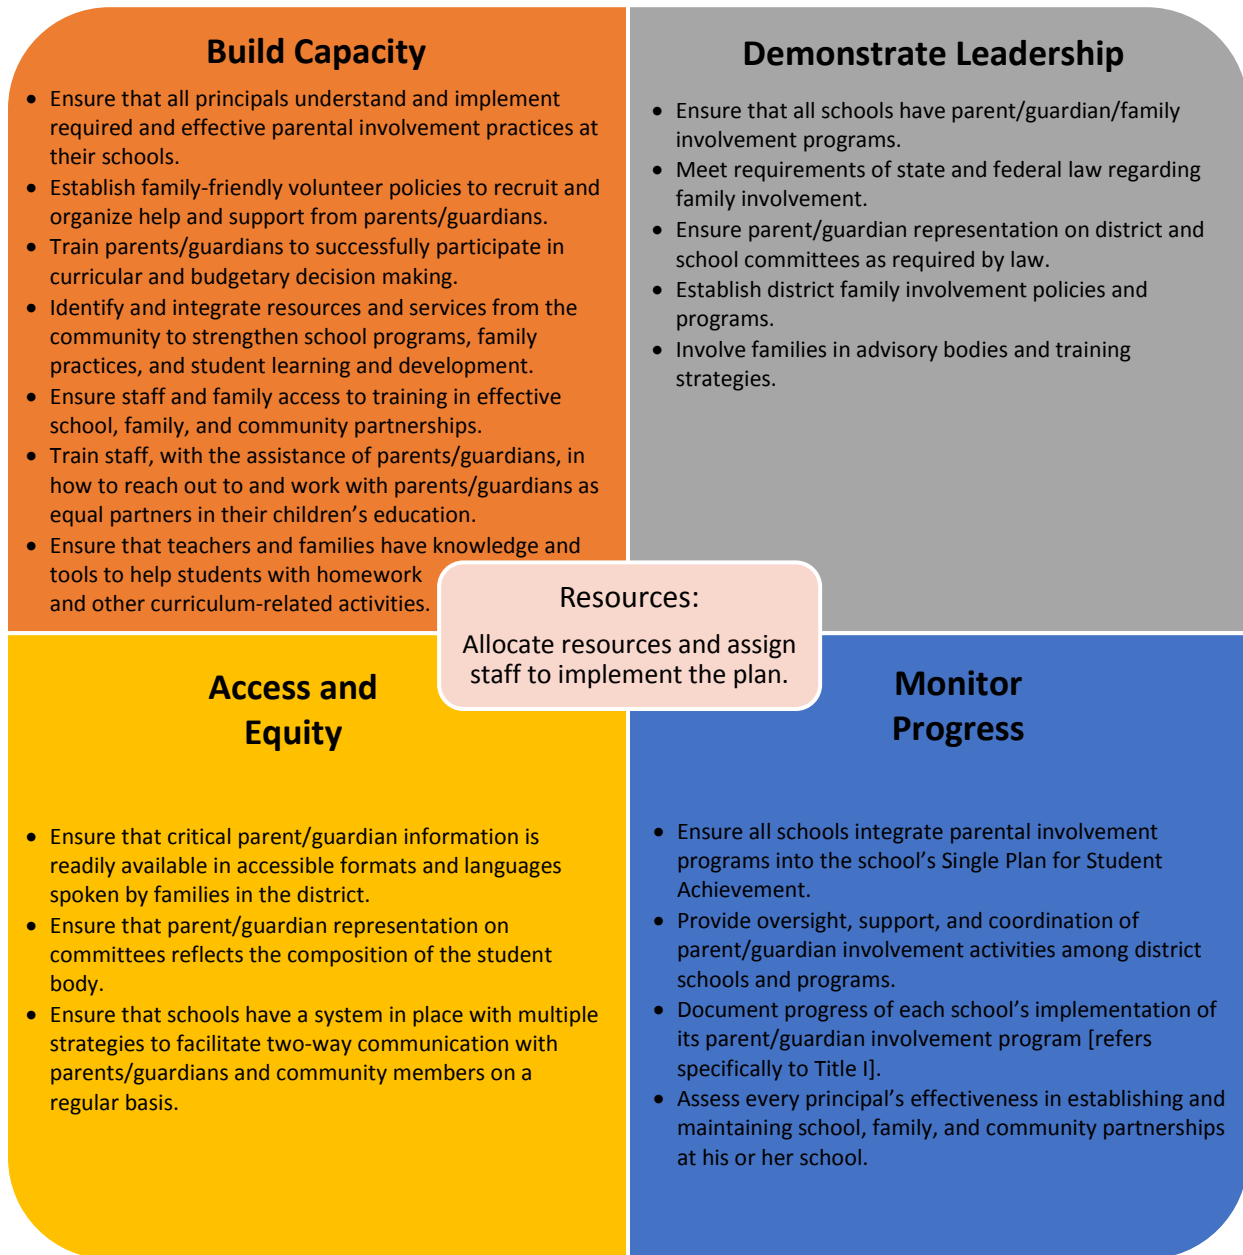 Build Capacity
• Ensure that all principals understand and implement
required and effective parental involvement practices at
their schools.
• Establish family-friendly volunteer policies to recruit and
organize help and support from parents/guardians.
• Train parents/guardians to successfully participate in
curricular and budgetary decision making.
• Identify and integrate resources and services from the
community to strengthen school programs, family
practices, and student learning and development.
• Ensure staff and family access to training in effective
school, family, and community partnerships.
• Train staff, with the assistance of parents/guardians, in
how to reach out to and work with parents/guardians as
equal partners in their children’s education.
• Ensure that teachers and families have knowledge and
tools to help students with homework
and other curriculum-related activities.
Demonstrate Leadership
• Ensure that all schools have parent/guardian/family
involvement programs.
• Meet requirements of state and federal law regarding
family involvement.
• Ensure parent/guardian representation on district and
school committees as required by law.
• Establish district family involvement policies and
programs.
• Involve families in advisory bodies and training
strategies.
Resources:
Allocate resources and assign
staff to implement the plan.
Access and
Equity
• Ensure that critical parent/guardian information is
readily available in accessible formats and languages
spoken by families in the district.
• Ensure that parent/guardian representation on
committees reflects the composition of the student
body.
• Ensure that schools have a system in place with multiple
strategies to facilitate two-way communication with
parents/guardians and community members on a
regular basis.
Monitor
Progress
• Ensure all schools integrate parental involvement
programs into the school’s Single Plan for Student
Achievement.
• Provide oversight, support, and coordination of
parent/guardian involvement activities among district
schools and programs.
• Document progress of each school’s implementation of
its parent/guardian involvement program [refers
specifically to Title I].
• Assess every principal’s effectiveness in establishing and
maintaining school, family, and community partnerships
at his or her school.